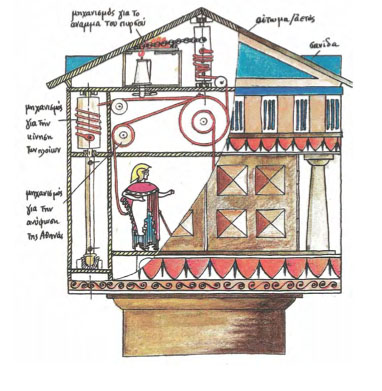 μηχανισμός για το
άναμμα του πυρσού
αέτωμα/αετός
σανίδα
μηχανισμός
για την
κίνηση
των πλοίων
μηχανισμός
για την
ανύψωση
της Αθηνάς